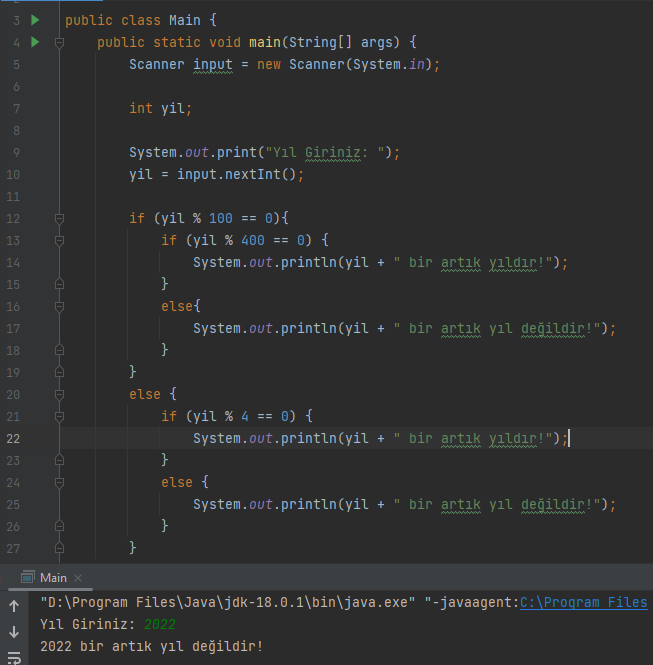 3 public class Main {
4 public static void main(String[] args) {
5 Scanner input = new Scanner(System.in);
6
7 int yil;
8
9 System.out.print("Yıl Giriniz: ");
10 yil = input.nextInt();
11
12 if (yil % 100 == 0){
13 if (yil % 400 == 0) {
14 System.out.println(yil + " bir artık yıldır!");
15 }
16 else{
17 System.out.println(yil + " bir artık yıl değildir!");
18 }
19 }
20 else {
21 if (yil % 4 == 0) {
22 System.out.println(yil + " bir artık yıldır!");
23 }
24 else {
25 System.out.println(yil + " bir artık yıl değildir!");
26 }
27 }
Main
"D:\Program Files\Java\jdk-18.0.1\bin\java.exe" "-javaagent:C:\Program Files
Yıl Giriniz: 2022
2022 bir artık yıl değildir!